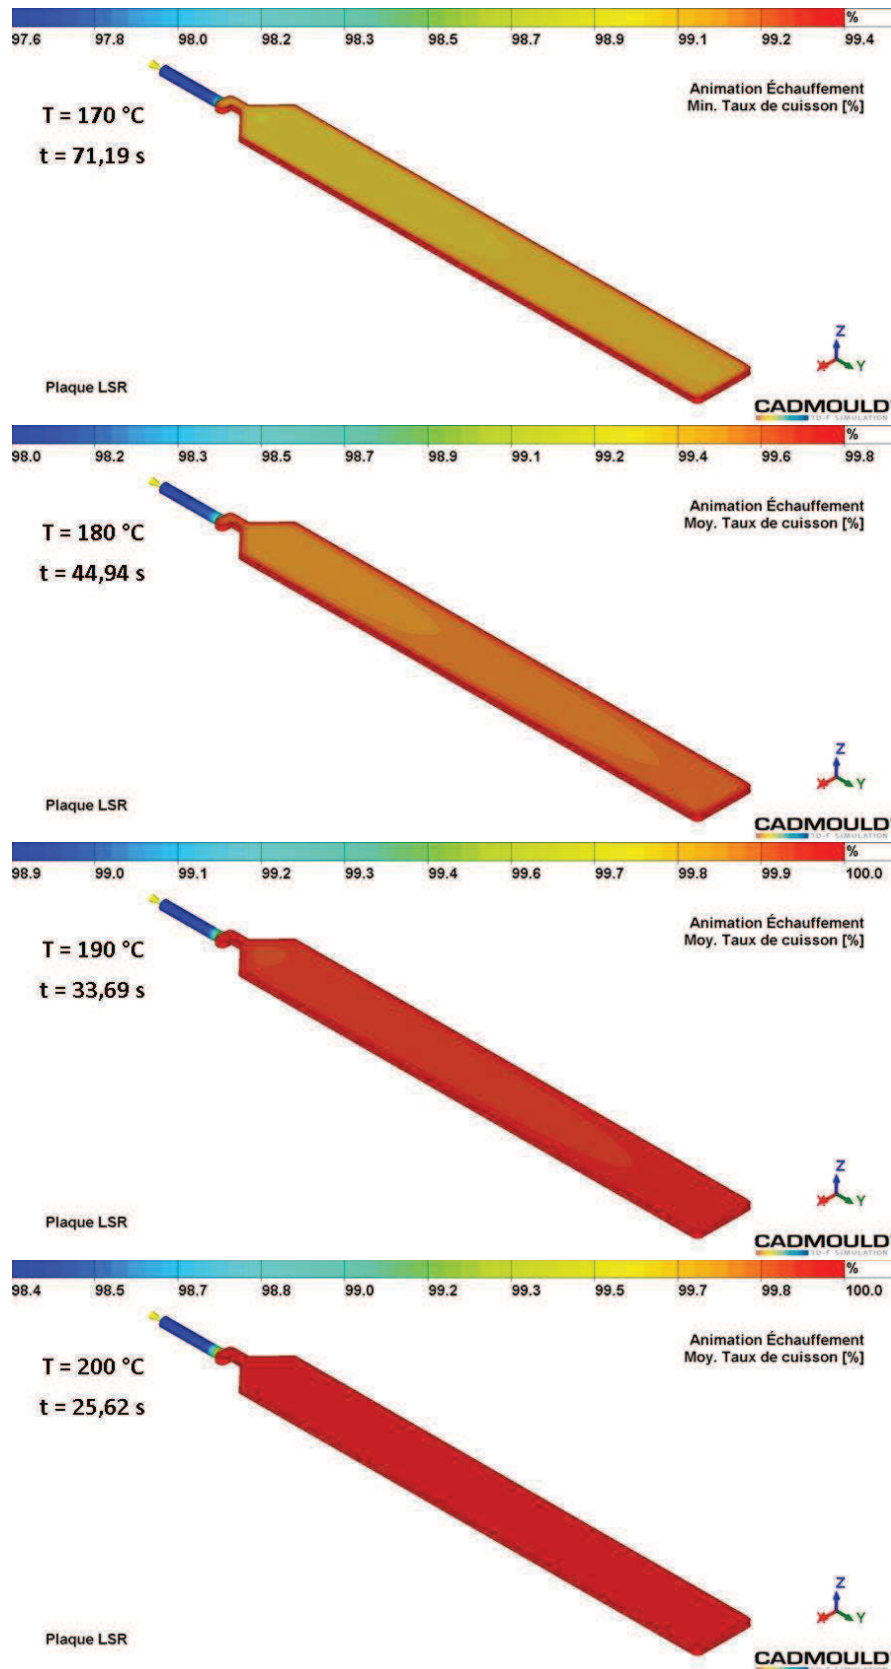 %
97.6 97.8 98.0 98.2 98.3 98.5 98.7 98.9 99.1 99.2 99.4
Animation Échauffement
Min. Taux de cuisson [%]
T = 170 °C
t = 71,19 s
Z
X Y
Plaque LSR
CADMOULD
3D-F SIMULATION
%
98.0 98.2 98.3 98.5 98.7 98.9 99.1 99.2 99.4 99.6 99.8
Animation Échauffement
Moy. Taux de cuisson [%]
T = 180 °C
t = 44,94 s
Z
X Y
Plaque LSR
CADMOULD
3D-F SIMULATION
%
98.9 99.0 99.1 99.2 99.3 99.4 99.6 99.7 99.8 99.9 100.0
Animation Échauffement
Moy. Taux de cuisson [%]
T = 190 °C
t = 33,69 s
Z
X Y
Plaque LSR
CADMOULD
3D-F SIMULATION
%
98.4 98.5 98.7 98.8 99.0 99.2 99.3 99.5 99.7 99.8 100.0
Animation Échauffement
Moy. Taux de cuisson [%]
T = 200 °C
t = 25,62 s
Z
X Y
Plaque LSR
CADMOULD